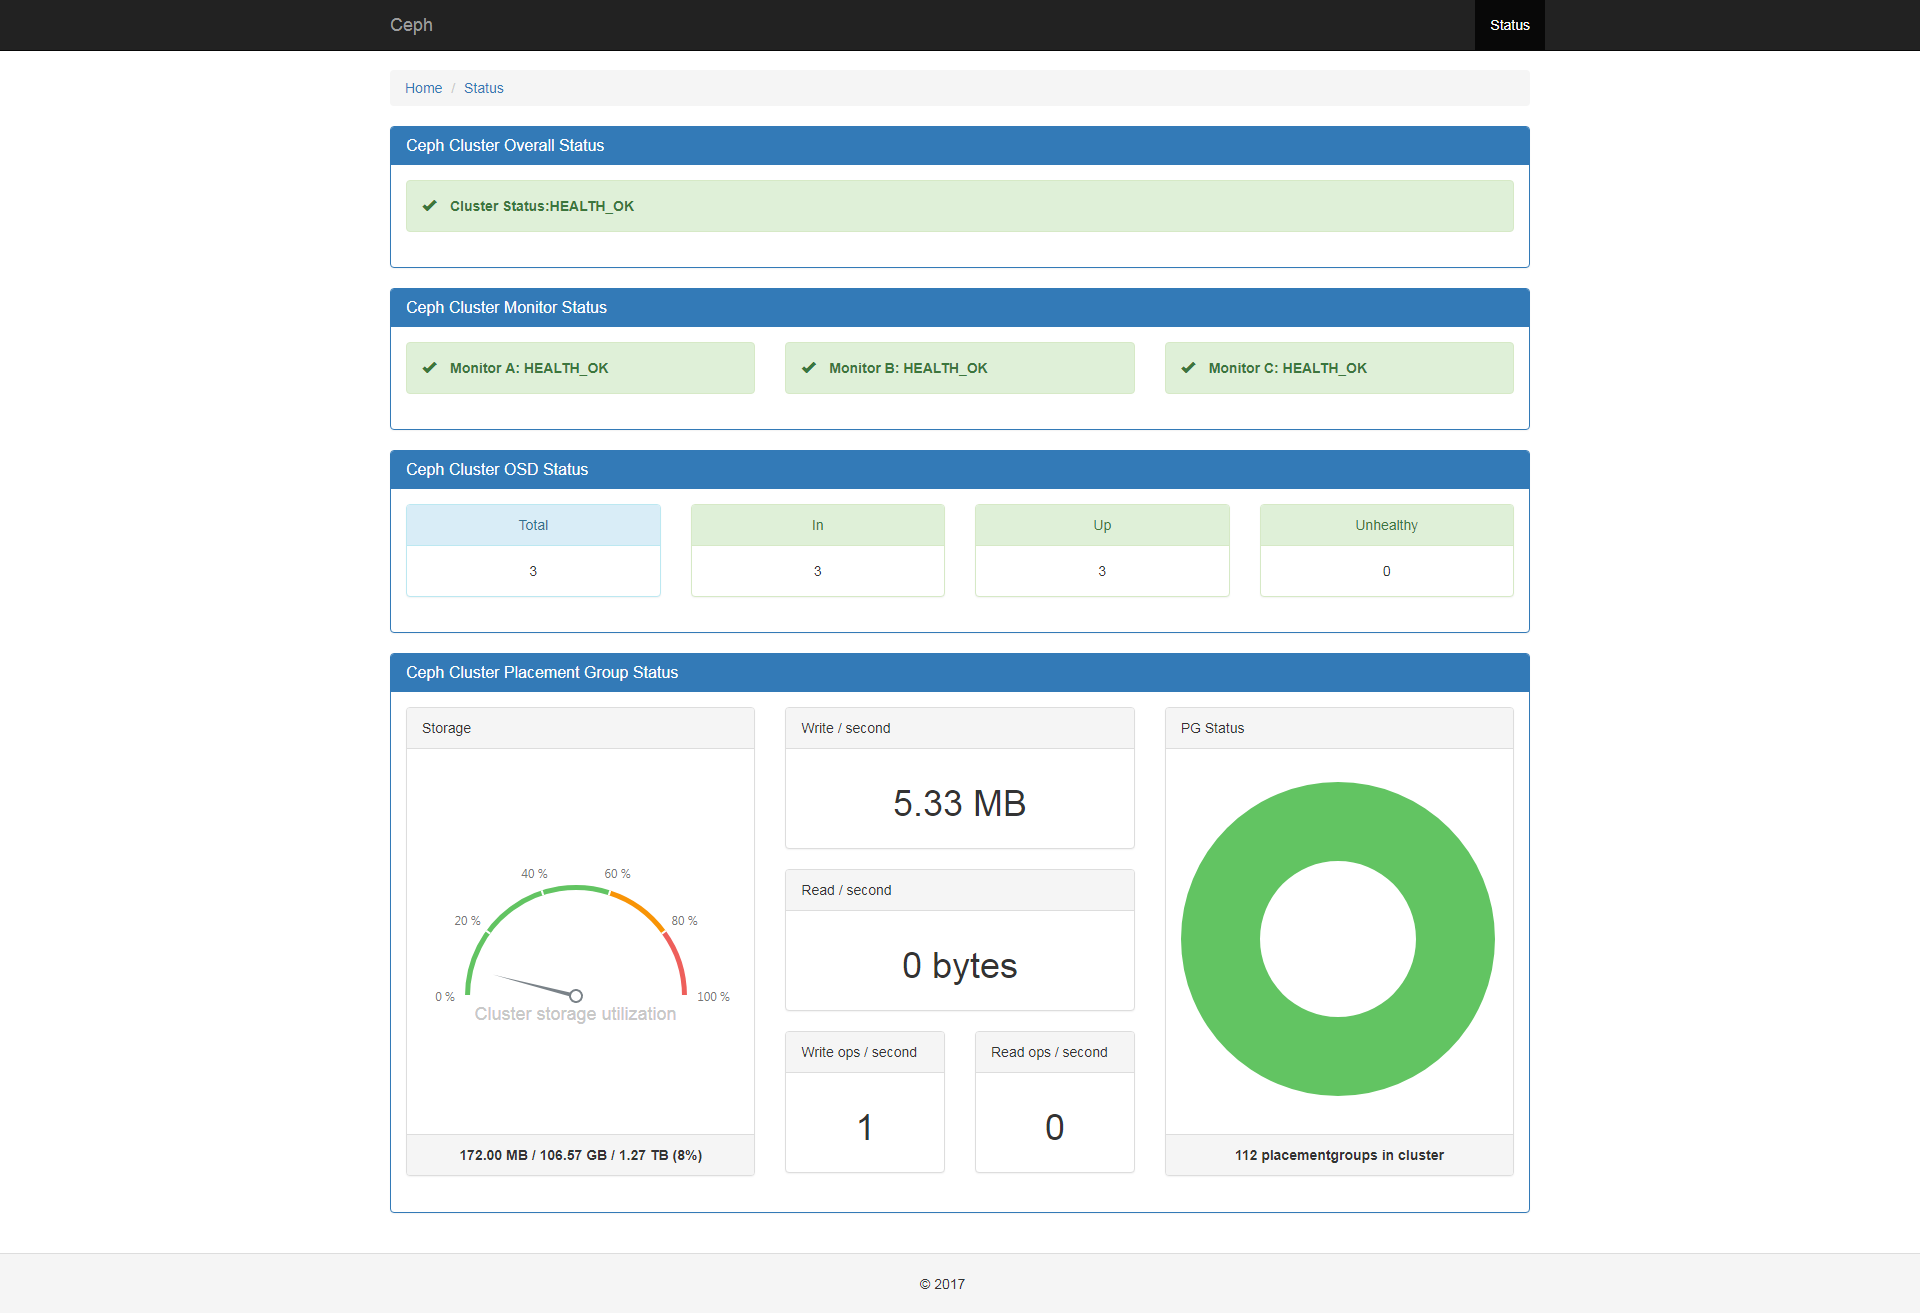 Ceph
Status
Home / Status
Ceph Cluster Overall Status
Cluster Status:HEALTH_OK
Ceph Cluster Monitor Status
Monitor A: HEALTH_OK
Monitor B: HEALTH_OK
Monitor C: HEALTH_OK
Ceph Cluster OSD Status
Total
In
Up
Unhealthy
3
3
3
0
Ceph Cluster Placement Group Status
Storage
0 %
20 %
40 %
60 %
80 %
100 %
Cluster storage utilization
172.00 MB / 106.57 GB / 1.27 TB (8%)
Write / second
5.33 MB
Read / second
0 bytes
Write ops / second
1
Read ops / second
0
PG Status
112 placementgroups in cluster
© 2017